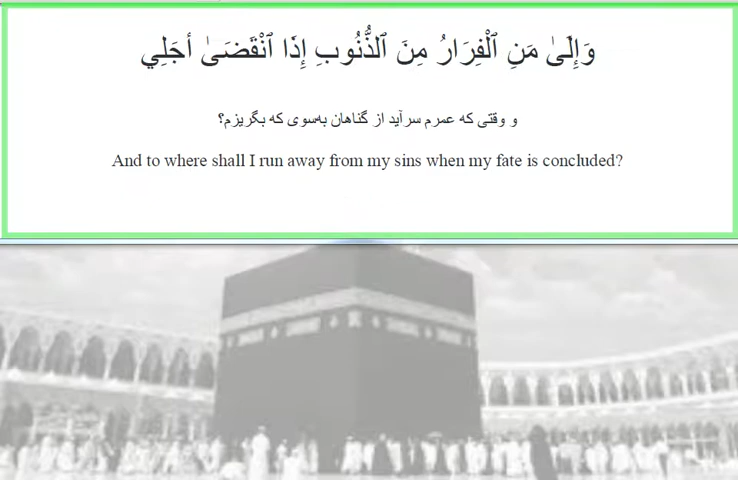 وَإِلَىٰ مَنِ ٱلْفِرَارُ مِنَ ٱلذُّنُوبِ إِذَا ٱنْقَضَىٰ أَجَلِي
و وقتی که عمرم سرآید از گناهان به‌سوی که بگریزم؟
And to where shall I run away from my sins when my fate is concluded?